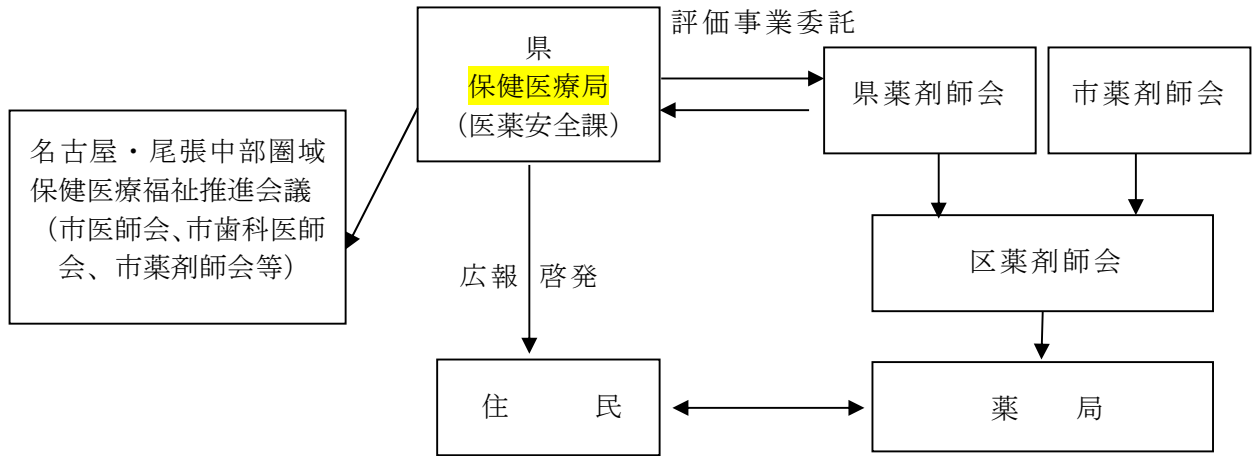 評価事業委託
県
保健医療局
（医薬安全課）
県薬剤師会
市薬剤師会
名古屋・尾張中部圏域
保健医療福祉推進会議
（市医師会、市歯科医師
会、市薬剤師会等）
区薬剤師会
広報 啓発
住　　民
薬　　局